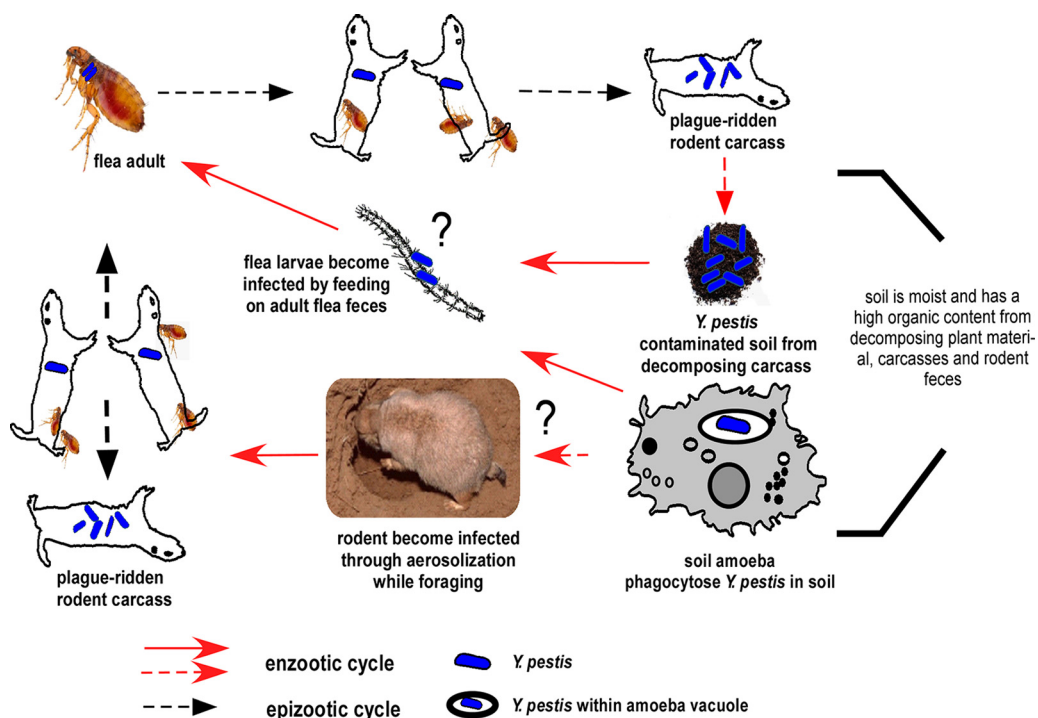 flea adult
plague-ridden
rodent carcass
?
flea larvae become
infected by feeding
on adult flea feces
Y. pestis
contaminated soil from
decomposing carcass
soil is moist and has a
high organic content from
decomposing plant materi-
al, carcasses and rodent
feces
?
rodent become infected
through aerosolization
while foraging
soil amoeba
phagocytose Y. pestis in soil
plague-ridden
rodent carcass
enzootic cycle
Y. pestis
epizootic cycle
Y. pestis within amoeba vacuole